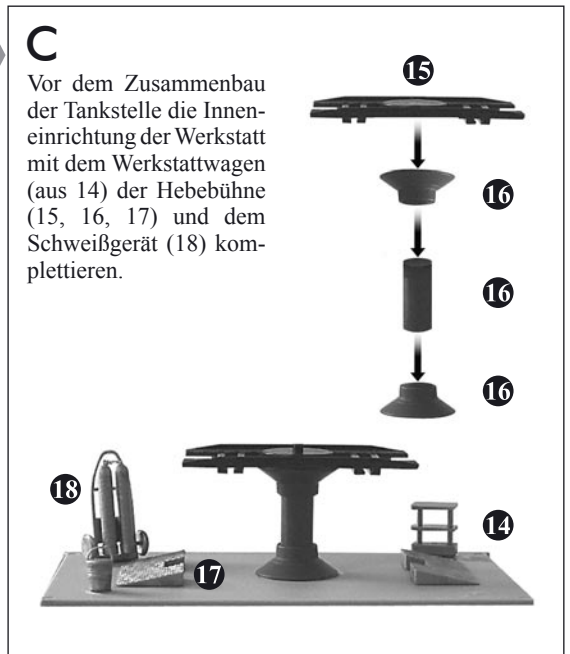 C
Vor dem Zusammenbau
der Tankstelle die Innen-
einrichtung der Werkstatt
mit dem Werkstattwagen
(aus 14) der Hebebühne
(15, 16, 17) und dem
Schweißgerät (18) kom-
plettieren.
15
16
16
16
18
14
17